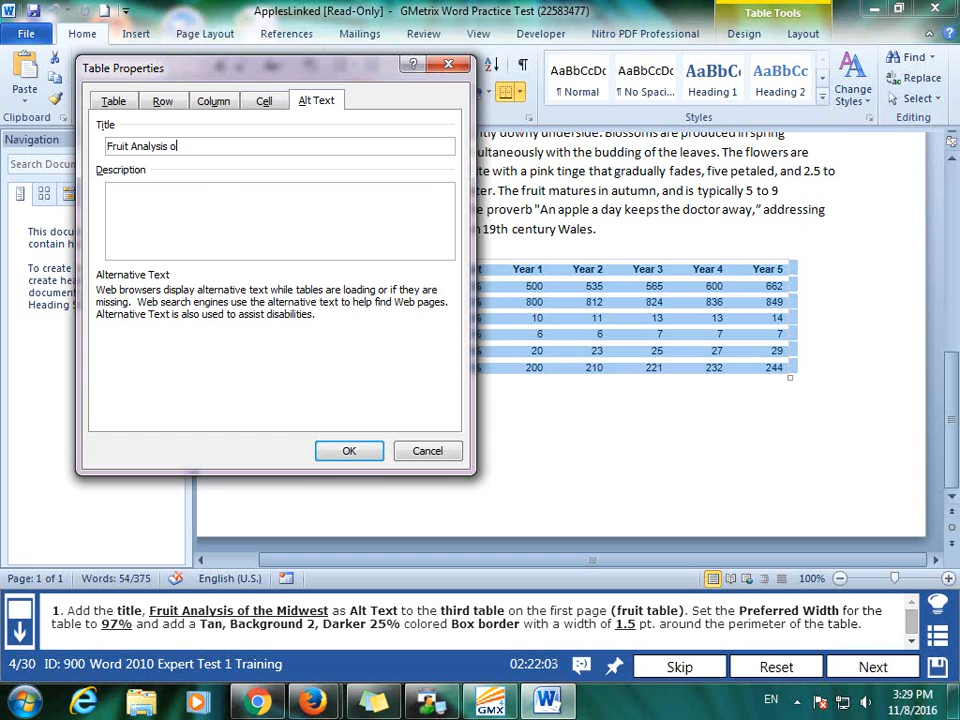 ApplesLinked [Read-Only] - GMetrix Word Practice Test (22583477)
Table Tools
File Home Insert Page Layout References Mailings Review View Developer Nitro PDF Professional Design Layout
Paste
Clipboard
AaBbCcDc AaBbCcDc AaBbC AaBbCc
¶ Normal ¶ No Spaci... Heading 1 Heading 2
Change Styles
Styles
Find
Replace
Select
Editing
Navigation
Search Docum
This docu
contain h
To create
create hea
document
Heading S
Table Properties
Table Row Column Cell Alt Text
Title
Fruit Analysis o
Description
Alternative Text
Web browsers display alternative text while tables are loading or if they are
missing. Web search engines use the alternative text to help find Web pages.
Alternative Text is also used to assist disabilities.
OK Cancel
ntly downy underside. Blossoms are produced in spring
ultaneously with the budding of the leaves. The flowers are
te with a pink tinge that gradually fades, five petaled, and 2.5 to
ter. The fruit matures in autumn, and is typically 5 to 9
e proverb "An apple a day keeps the doctor away," addressing
n 19th century Wales.
t Year 1 Year 2 Year 3 Year 4 Year 5
% 500 535 565 600 662
% 800 812 824 836 849
% 10 11 13 13 14
% 6 6 7 7 7
% 20 23 25 27 29
% 200 210 221 232 244
Page: 1 of 1 Words: 54/375 English (U.S.) 100%
1. Add the title, Fruit Analysis of the Midwest as Alt Text to the third table on the first page (fruit table). Set the Preferred Width for the
table to 97% and add a Tan, Background 2, Darker 25% colored Box border with a width of 1.5 pt. around the perimeter of the table.
4/30 ID: 900 Word 2010 Expert Test 1 Training 02:22:03 Skip Reset Next
GMX
EN
3:29 PM
11/8/2016